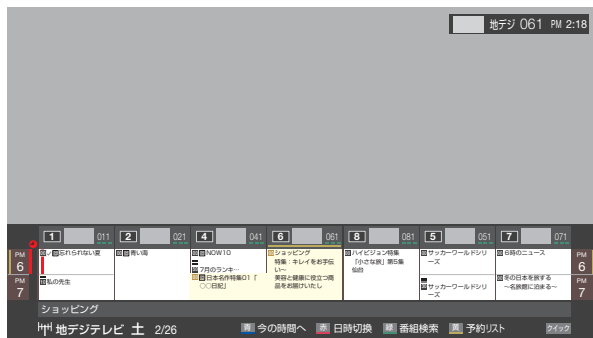 地デジ 061 PM 2:18
1 011 2 021 4 041 6 061 8 081 5 051 7 071
PM
6
PM
7
忘れられない夏
私の先生
青い海
NOW10
7月のランキ…
日本名作特集01「
○○日記」
ショッピング
特集:キレイをお手伝
い~
美容と健康に役立つ商
品をお届けいたし
ハイビジョン特集
「小さな旅」第5集
仙台
サッカーワールドシリ
ーズ
サッカーワールドシリ
ーズ
6時のニュース
冬の日本を旅する
~名旅館に泊まる~
PM
6
PM
7
ショッピング
地デジテレビ 土 2/26 青 今の時間へ 赤 日時切換 緑 番組検索 黄 予約リスト クイック